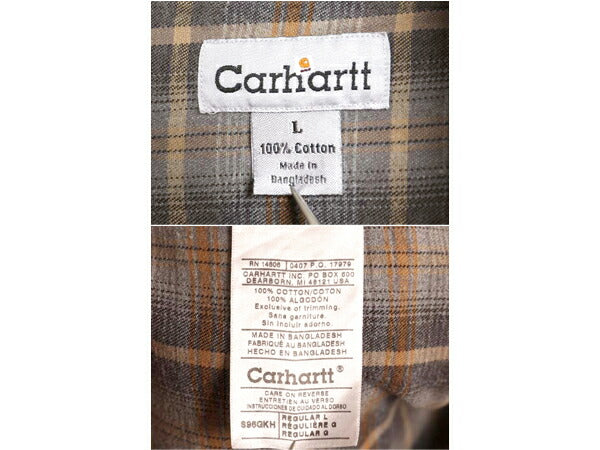 Carhartt
L
100% Cotton
Made in
Bangladesh
RN 14806 0407 P.O. 17979
CARHARTT INC. PO BOX 600
DEARBORN, MI 48121 USA
100% COTTON/COTON
100% ALGODÓN
Exclusive of trimming.
Sans garniture.
Sin incluir adorno.
MADE IN BANGLADESH
FABRIQUÉ AU BANGLADESH
HECHO EN BANGLADESH
Carhartt®
CARE ON REVERSE
ENTRETIEN AU VERSO
INSTRUCCIONES DE CUIDADO AL DORSO
S96GKH REGULAR L
REGULIÈRE G
REGULAR G